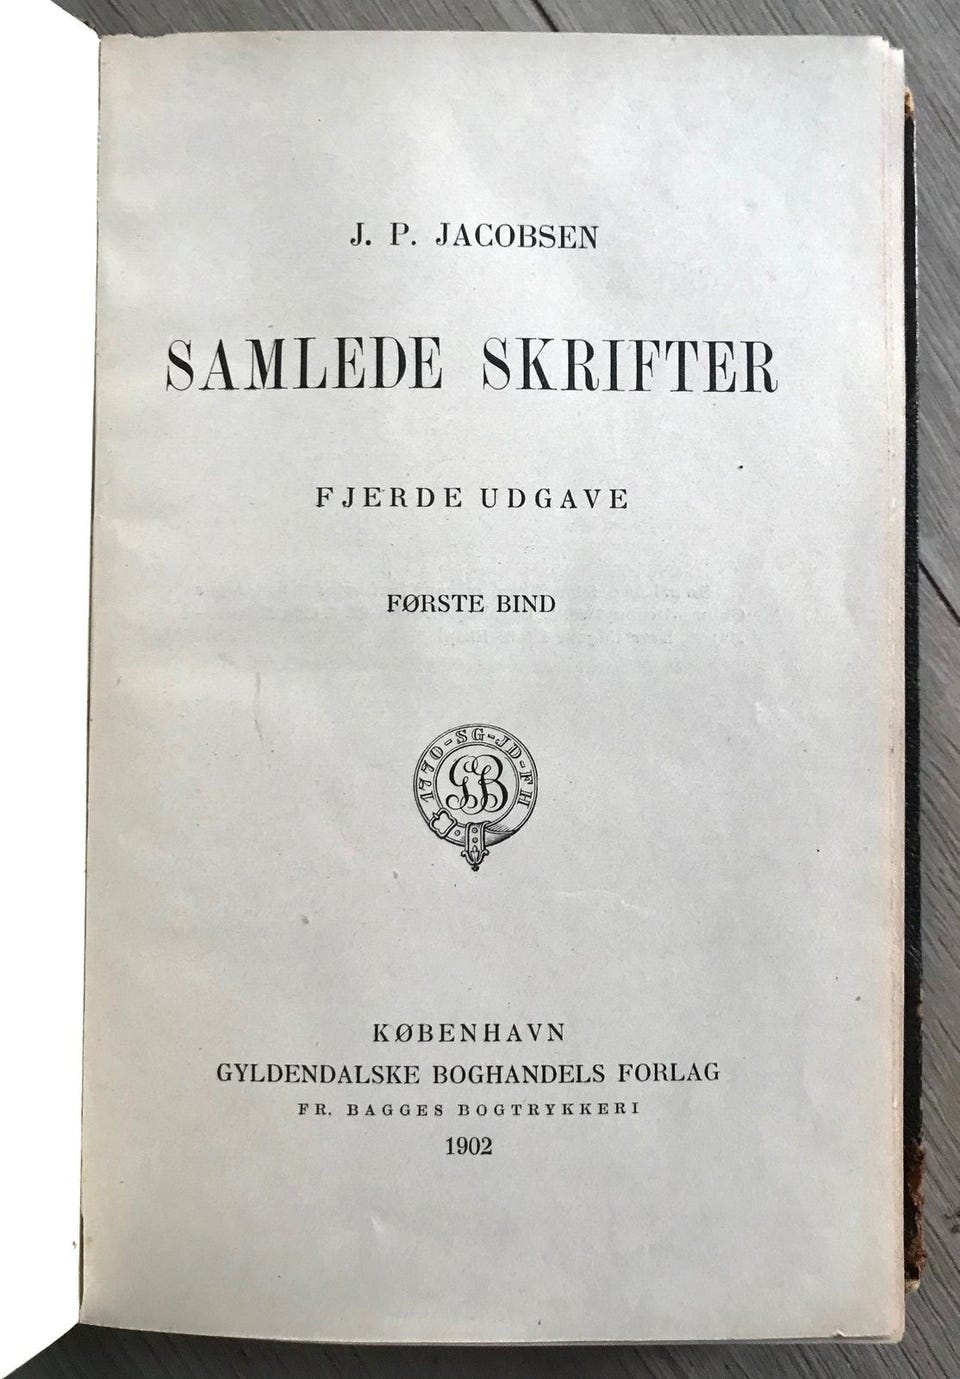 J. P. JACOBSEN
SAMLEDE SKRIFTER
FJERDE UDGAVE
FØRSTE BIND
1770-SG-JD-FH
GB
KØBENHAVN
GYLDENDALSKE BOGHANDELS FORLAG
FR. BAGGES BOGTRYKKERI
1902